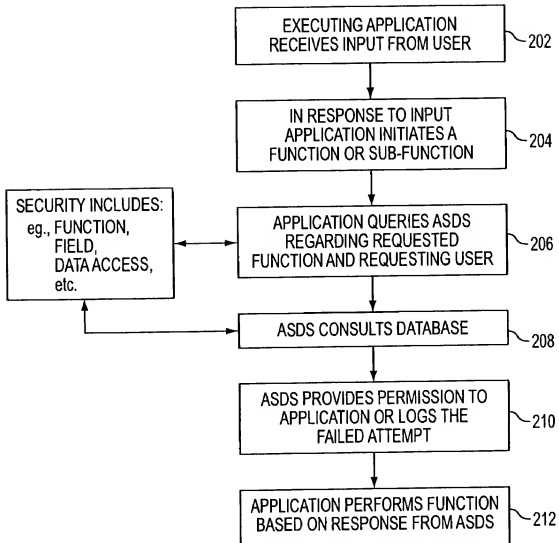 EXECUTING APPLICATION
RECEIVES INPUT FROM USER
202
IN RESPONSE TO INPUT
APPLICATION INITIATES A
FUNCTION OR SUB-FUNCTION
204
SECURITY INCLUDES:
eg., FUNCTION,
FIELD,
DATA ACCESS,
etc.
APPLICATION QUERIES ASDS
REGARDING REQUESTED
FUNCTION AND REQUESTING USER
206
ASDS CONSULTS DATABASE
208
ASDS PROVIDES PERMISSION TO
APPLICATION OR LOGS THE
FAILED ATTEMPT
210
APPLICATION PERFORMS FUNCTION
BASED ON RESPONSE FROM ASDS
212